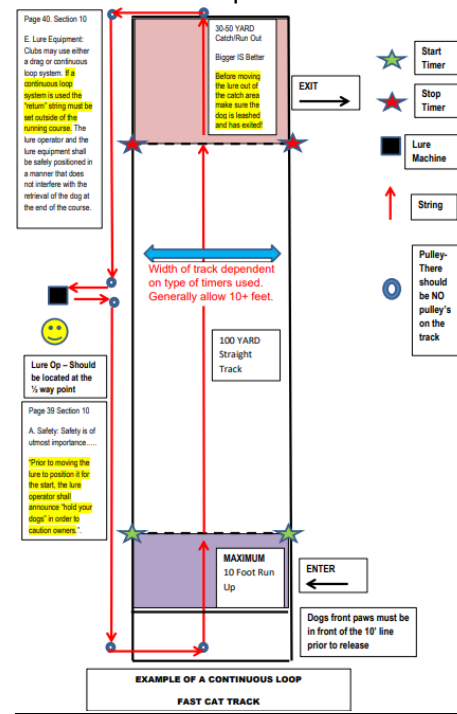 Page 40. Section 10
E. Lure Equipment:
Clubs may use either
a drag or continuous
loop system. If a
continuous loop
system is used the
"return" string must be
set outside of the
running course. The
lure operator and the
lure equipment shall
be safely positioned in
a manner that does
not interfere with the
retrieval of the dog at
the end of the course.
30-50 YARD
Catch/Run Out
Bigger IS Better
Before moving
the lure out of
the catch area
make sure the
dog is leashed
and has exited!
EXIT
Start
Timer
Stop
Timer
Lure
Machine
String
Pulley-
There
should
be NO
pulley's
on the
track
Width of track dependent
on type of timers used.
Generally allow 10+ feet.
100 YARD
Straight
Track
Lure Op – Should
be located at the
½ way point
Page 39 Section 10
A. Safety: Safety is of
utmost importance…..
"Prior to moving the
lure to position it for
the start, the lure
operator shall
announce "hold your
dogs" in order to
caution owners.".
MAXIMUM
10 Foot Run
Up
ENTER
Dogs front paws must be
in front of the 10' line
prior to release
EXAMPLE OF A CONTINUOUS LOOP
FAST CAT TRACK